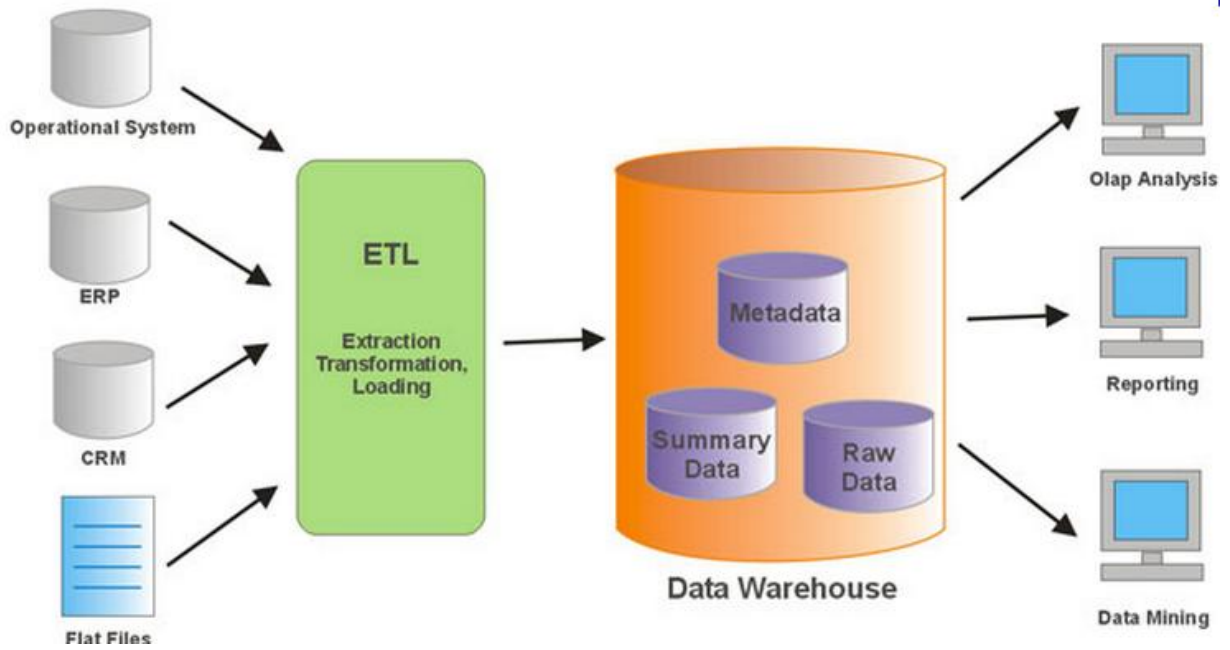 Operational System
ERP
CRM
Flat Files
ETL
Extraction
Transformation,
Loading
Metadata
Summary
Data
Raw
Data
Data Warehouse
Olap Analysis
Reporting
Data Mining